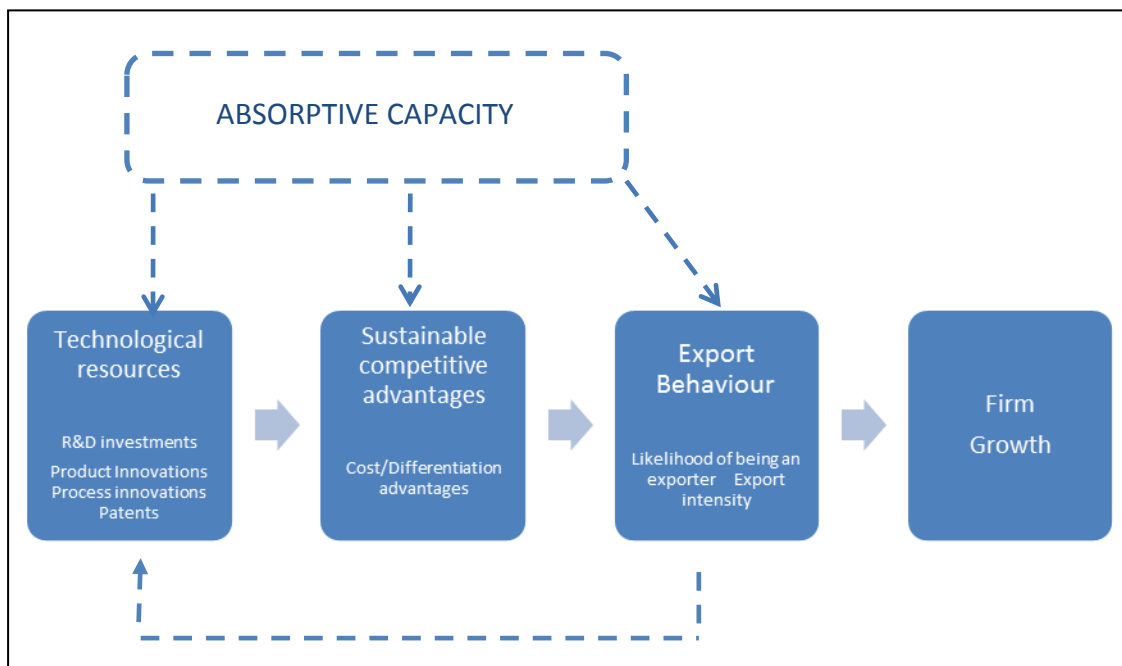 ABSORPTIVE CAPACITY
Technological
resources
R&D investments
Product Innovations
Process innovations
Patents
Sustainable
competitive
advantages
Cost/Differentiation
advantages
Export
Behaviour
Likelihood of being an
exporter Export
intensity
Firm
Growth